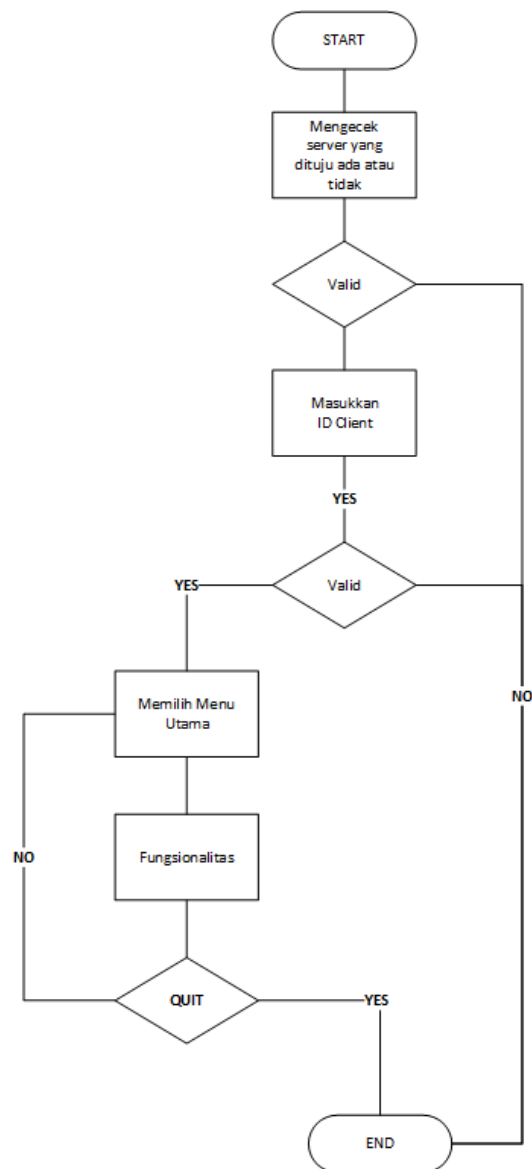 START
Mengecek
server yang
dituju ada atau
tidak
Valid
Masukkan
ID Client
YES
Valid
YES
Memilih Menu
Utama
NO
Fungsionalitas
NO
QUIT
YES
END